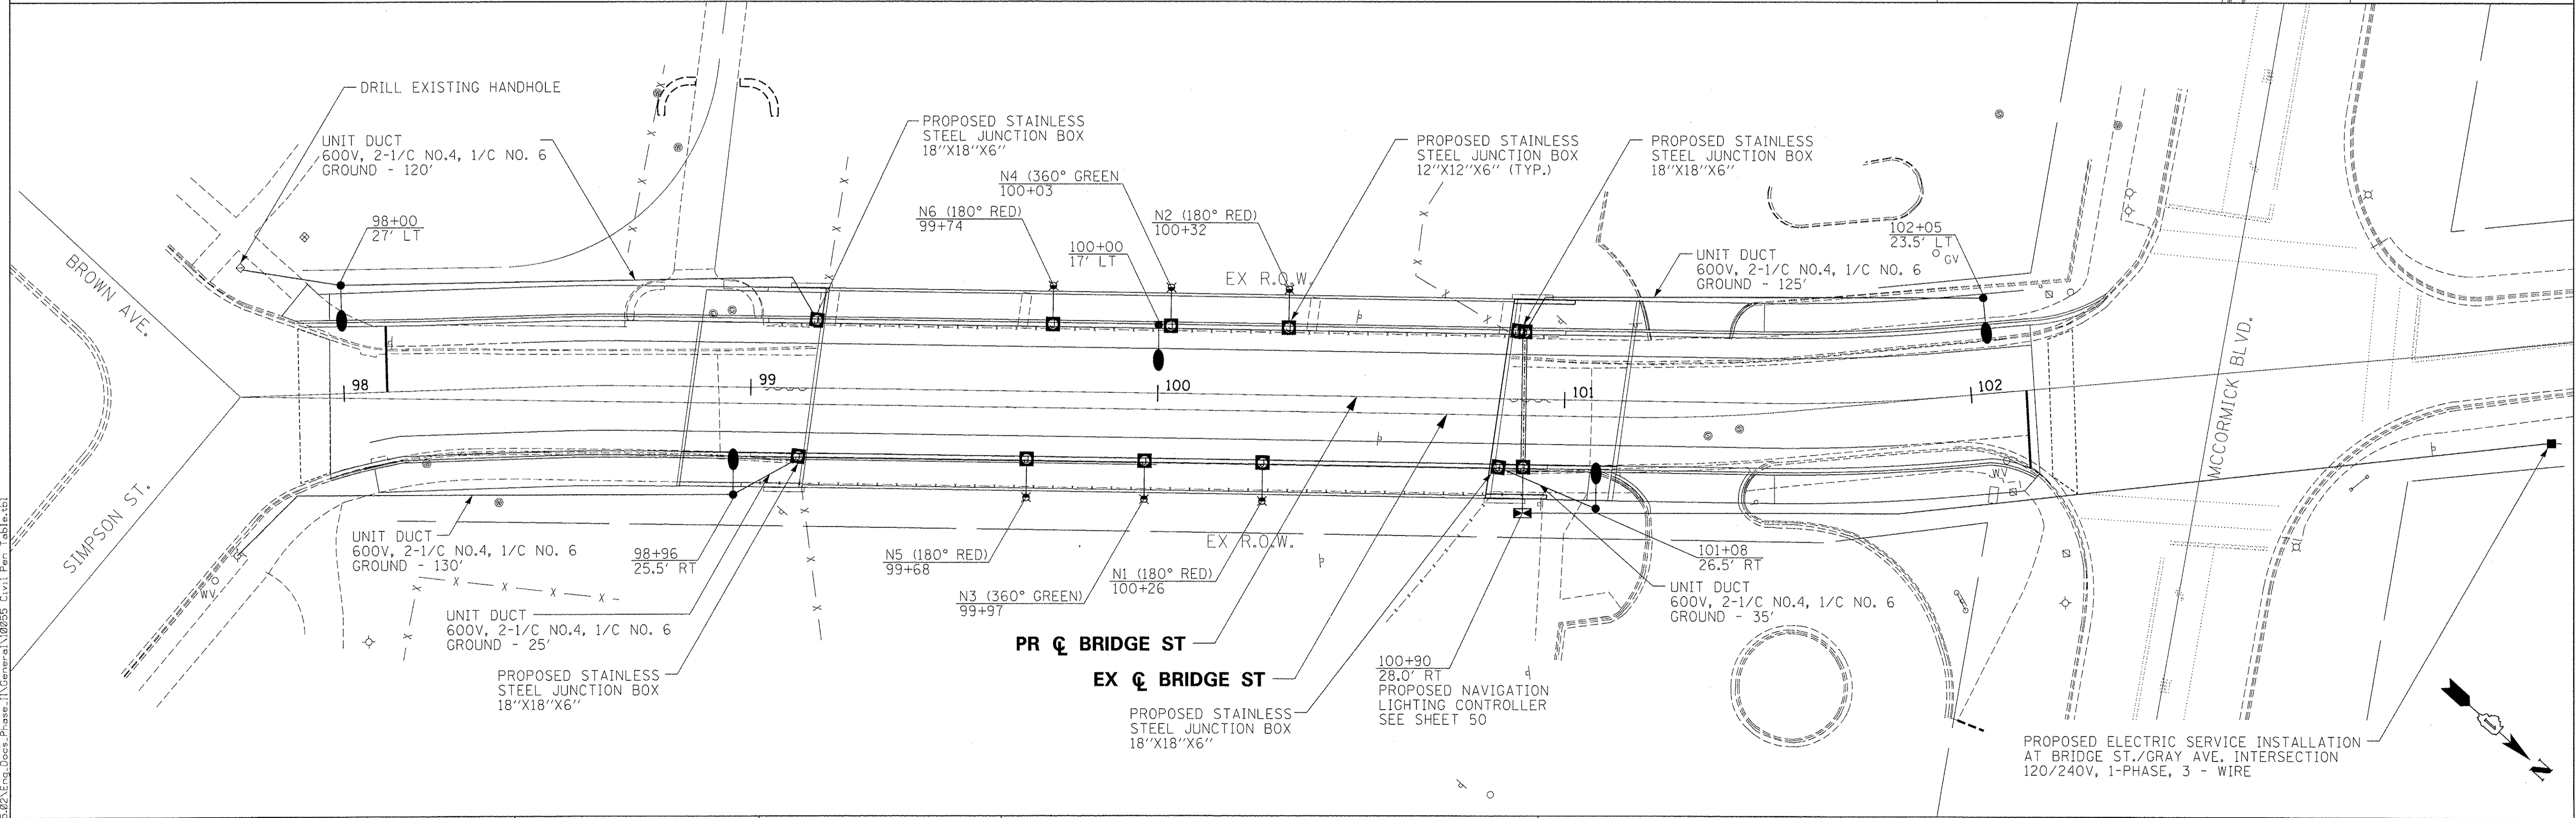 DRILL EXISTING HANDHOLE
UNIT DUCT
600V, 2-1/C NO.4, 1/C NO. 6
GROUND - 120'
98+00
27' LT
PROPOSED STAINLESS
STEEL JUNCTION BOX
18''X18''X6''
N4 (360° GREEN
100+03
N6 (180° RED)
99+74
N2 (180° RED)
100+32
100+00
17' LT
PROPOSED STAINLESS
STEEL JUNCTION BOX
12''X12''X6'' (TYP.)
PROPOSED STAINLESS
STEEL JUNCTION BOX
18''X18''X6''
EX R.O.W.
UNIT DUCT
600V, 2-1/C NO.4, 1/C NO. 6
GROUND - 125'
102+05
23.5' LT
GV
BROWN AVE.
SIMPSON ST.
MCCORMICK BLVD.
98
99
100
101
102
WV
WV
UNIT DUCT
600V, 2-1/C NO.4, 1/C NO. 6
GROUND - 130'
98+96
25.5' RT
UNIT DUCT
600V, 2-1/C NO.4, 1/C NO. 6
GROUND - 25'
PROPOSED STAINLESS
STEEL JUNCTION BOX
18''X18''X6''
N5 (180° RED)
99+68
N3 (360° GREEN)
99+97
N1 (180° RED)
100+26
EX R.O.W.
PR ℄ BRIDGE ST
EX ℄ BRIDGE ST
PROPOSED STAINLESS
STEEL JUNCTION BOX
18''X18''X6''
100+90
28.0' RT
PROPOSED NAVIGATION
LIGHTING CONTROLLER
SEE SHEET 50
101+08
26.5' RT
UNIT DUCT
600V, 2-1/C NO.4, 1/C NO. 6
GROUND - 35'
PROPOSED ELECTRIC SERVICE INSTALLATION
AT BRIDGE ST./GRAY AVE. INTERSECTION
120/240V, 1-PHASE, 3 - WIRE
N
5.02\Eng_Docs_Phase_II\General\10055 Civil Pen Table.tbl